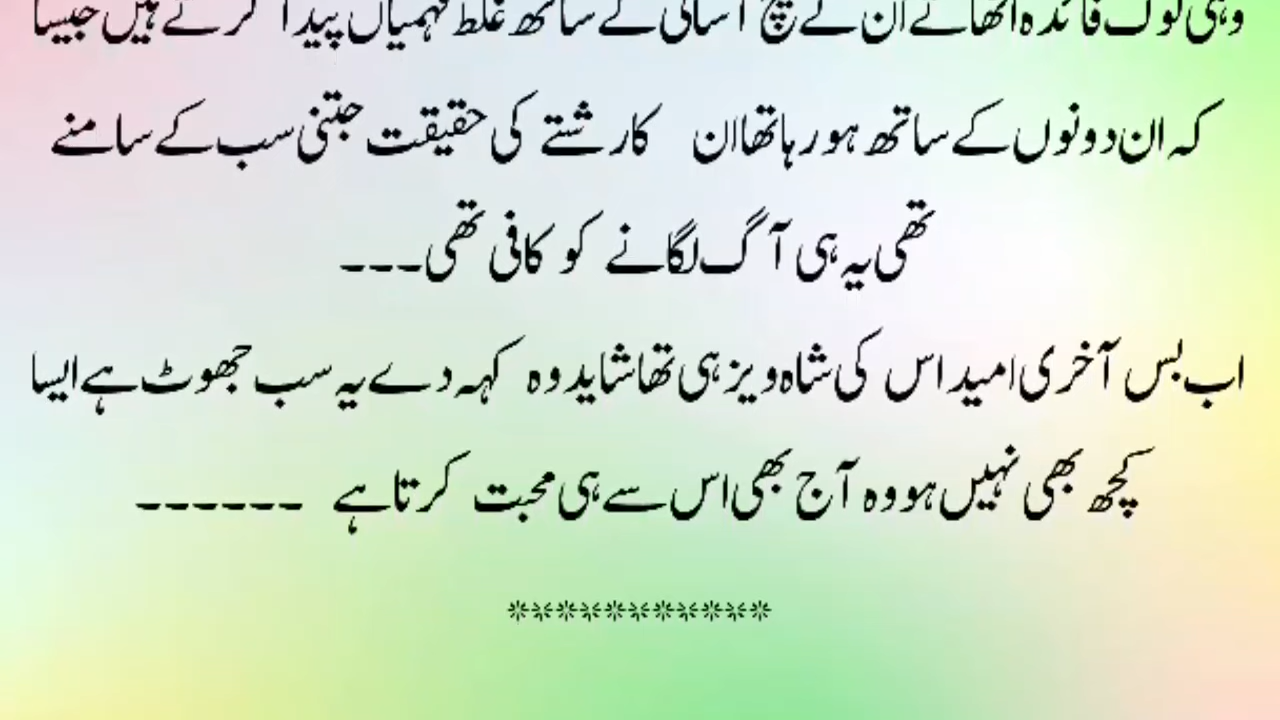 وہی لوگ فائدہ اٹھاتے ان کے بیچ آسانی کے ساتھ غلط فہمیاں پیدا کرتے ہیں جیسا
کہ ان دونوں کے ساتھ ہو رہا تھا ان کا رشتے کی حقیقت جتنی سب کے سامنے
تھی یہ ہی آگ لگانے کو کافی تھی۔۔۔
اب بس آخری امید اس کی شاہ ویز ہی تھا شاید وہ کہہ دے یہ سب جھوٹ ہے ایسا
کچھ بھی نہیں ہو وہ آج بھی اس سے ہی محبت کرتا ہے ۔۔۔۔۔۔
***********